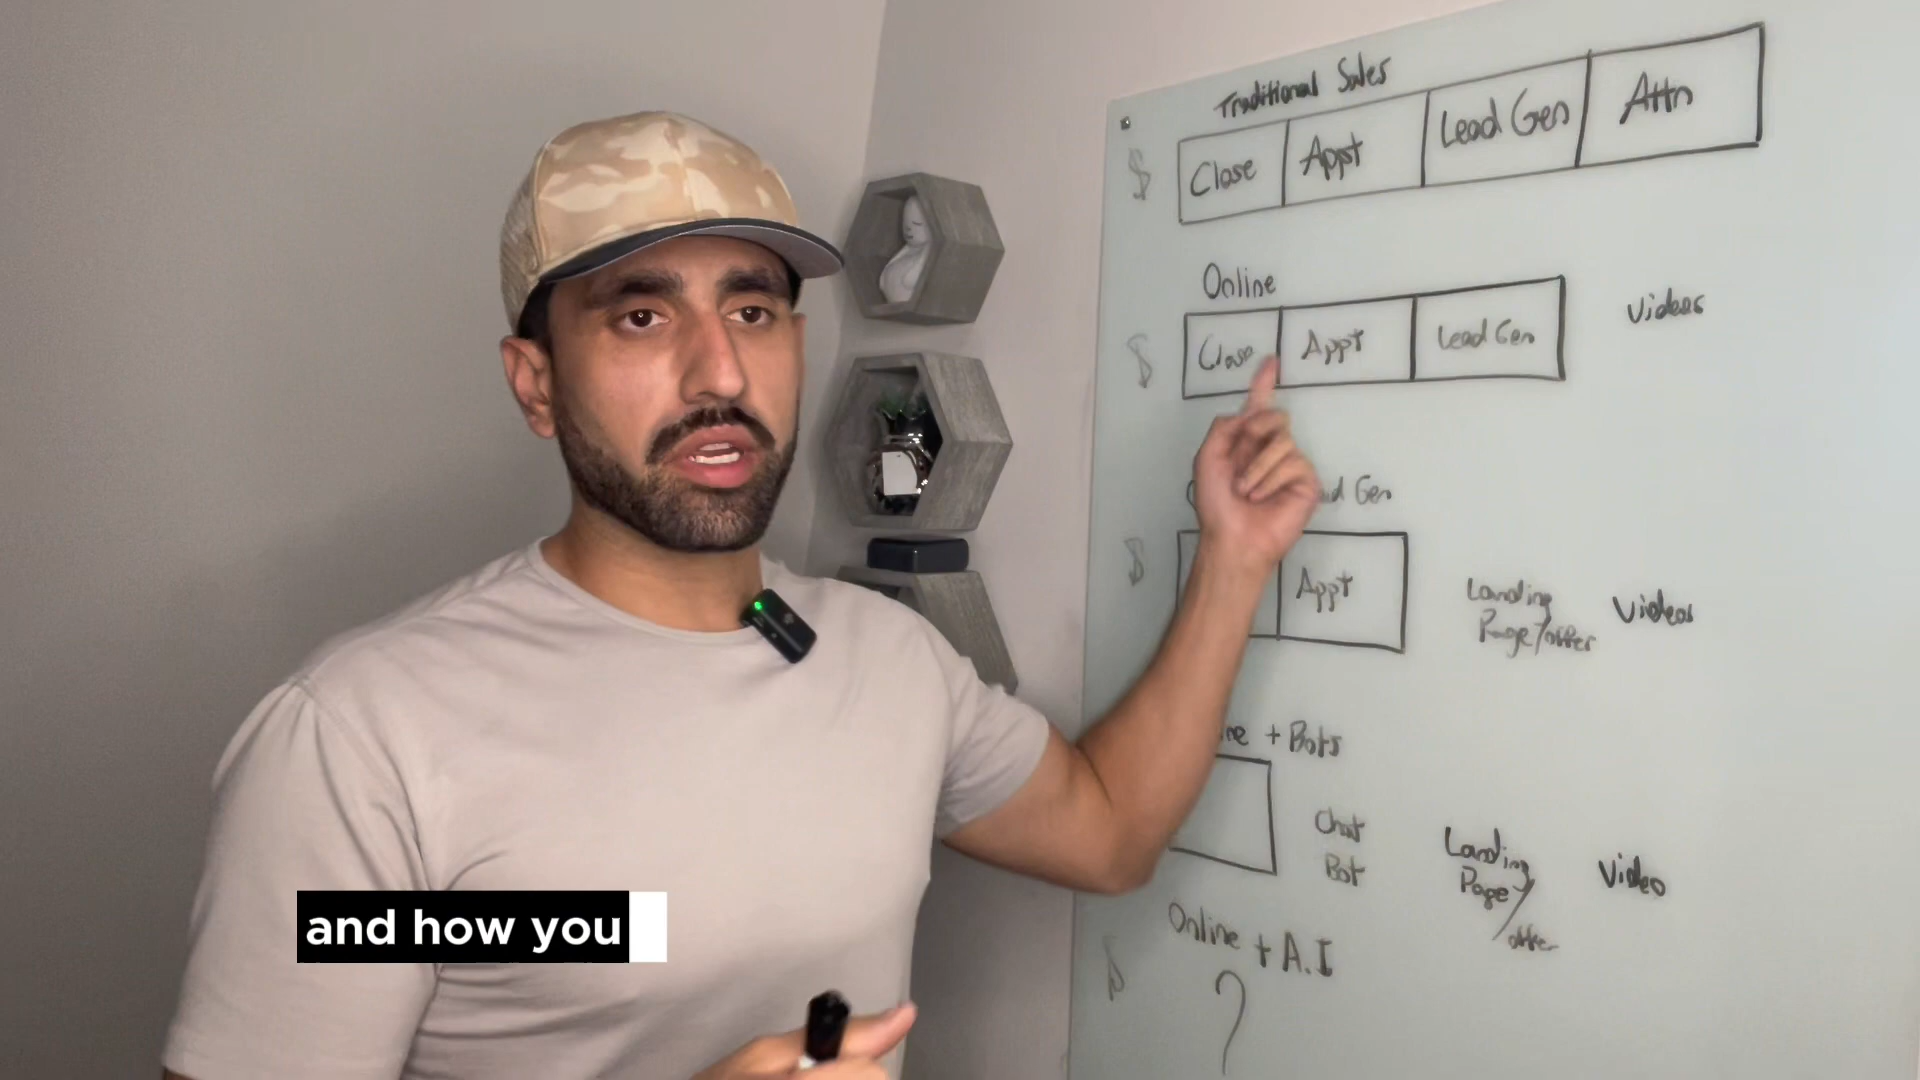 Traditional Sales
$ Close Appt Lead Gen Attn
Online
$ Close Appt Lead Gen Videos
Gen
$ Appt Landing Page/offer Videos
+ Bots
Chat Bot Landing Page/offer Video
Online + A.I
$ ?
and how you